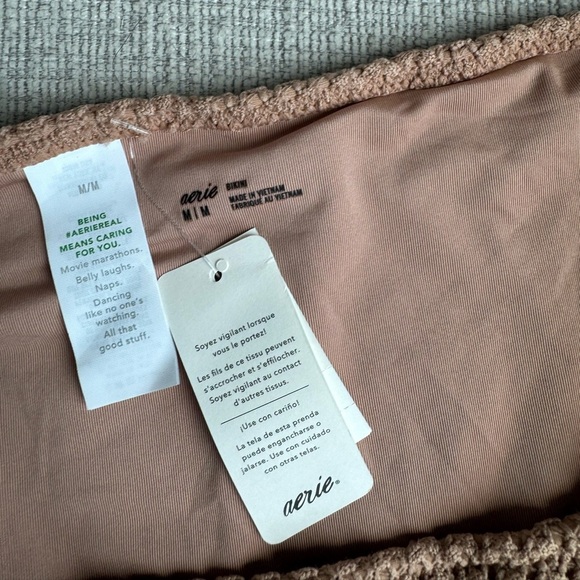 M/M
BEING
#AERIEREAL
MEANS CARING
FOR YOU.
Movie marathons.
Belly laughs.
Naps.
Dancing
like no one's
watching.
All that
good stuff.
aerie BIKINI
M | M MADE IN VIETNAM
FABRIQUÉ AU VIETNAM
Soyez vigilant lorsque
vous le portez!
Les fils de ce tissu peuvent
s'accrocher et s'effilocher.
Soyez vigilant au contact
d'autres tissus.
¡Use con cariño!
La tela de esta prenda
puede engancharse o
jalarse. Use con cuidado
con otras telas.
aerie®